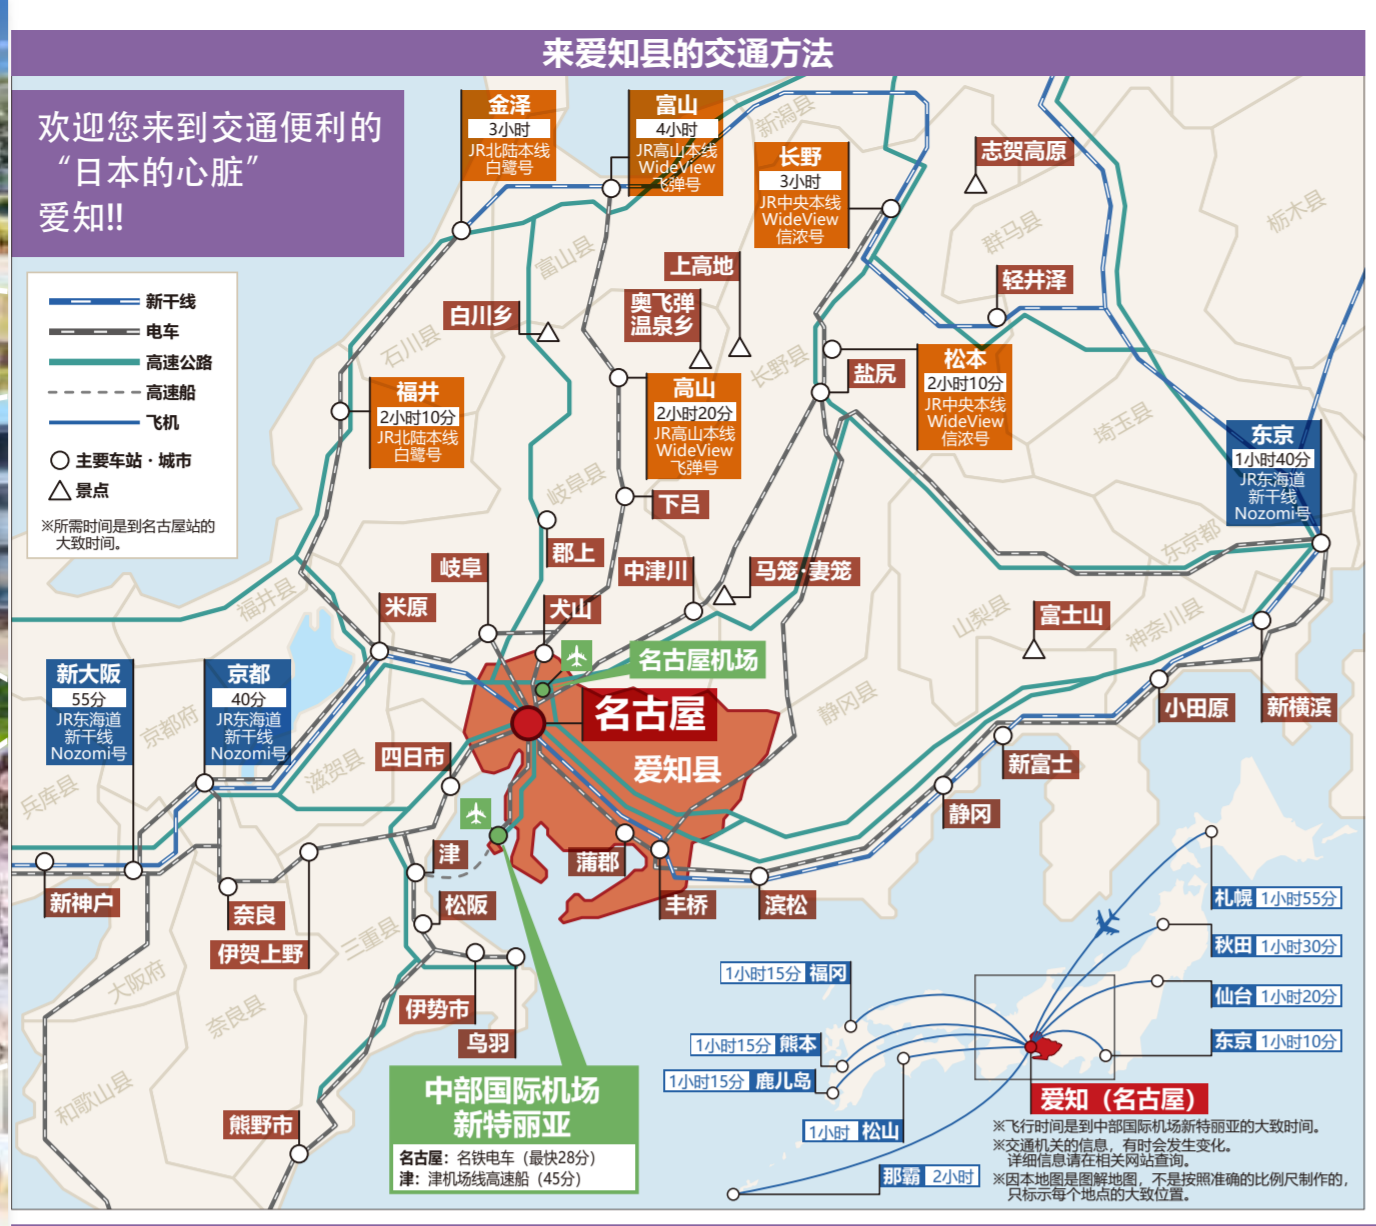 来爱知县的交通方法
欢迎您来到交通便利的
“日本的心脏”
爱知!!
新干线
电车
高速公路
高速船
飞机
主要车站・城市
景点
※所需时间是到名古屋站的
大致时间。
金泽
3小时
JR北陆本线
白鹭号
富山
4小时
JR高山本线
WideView
飞弹号
长野
3小时
JR中央本线
WideView
信浓号
新潟县
志贺高原
栃木县
群马县
富山县
上高地
轻井泽
奥飞弹
温泉乡
白川乡
石川县
长野县
盐尻
松本
2小时10分
JR中央本线
WideView
信浓号
福井
2小时10分
JR北陆本线
白鹭号
高山
2小时20分
JR高山本线
WideView
飞弹号
埼玉县
东京
1小时40分
JR东海道
新干线
Nozomi号
岐阜县
下吕
东京都
郡上
岐阜
中津川
马笼·妻笼
福井县
米原
犬山
山梨县
富士山
神奈川县
名古屋机场
新大阪
55分
JR东海道
新干线
Nozomi号
京都
40分
JR东海道
新干线
Nozomi号
京都府
滋贺县
兵库县
名古屋
爱知县
静冈县
小田原
新横滨
四日市
新富士
静冈
津
蒲郡
新神户
奈良
松阪
丰桥
滨松
伊贺上野
三重县
大阪府
奈良县
伊势市
鸟羽
和歌山县
熊野市
中部国际机场
新特丽亚
名古屋：名铁电车（最快28分）
津：津机场线高速船（45分）
札幌 1小时55分
秋田 1小时30分
仙台 1小时20分
东京 1小时10分
1小时15分 福冈
1小时15分 熊本
1小时15分 鹿儿岛
1小时 松山
那霸 2小时
爱知（名古屋）
※飞行时间是到中部国际机场新特丽亚的大致时间。
※交通机关的信息，有时会发生变化。
详细信息请在相关网站查询。
※因本地图是图解地图，不是按照准确的比例尺制作的，
只标示每个地点的大致位置。